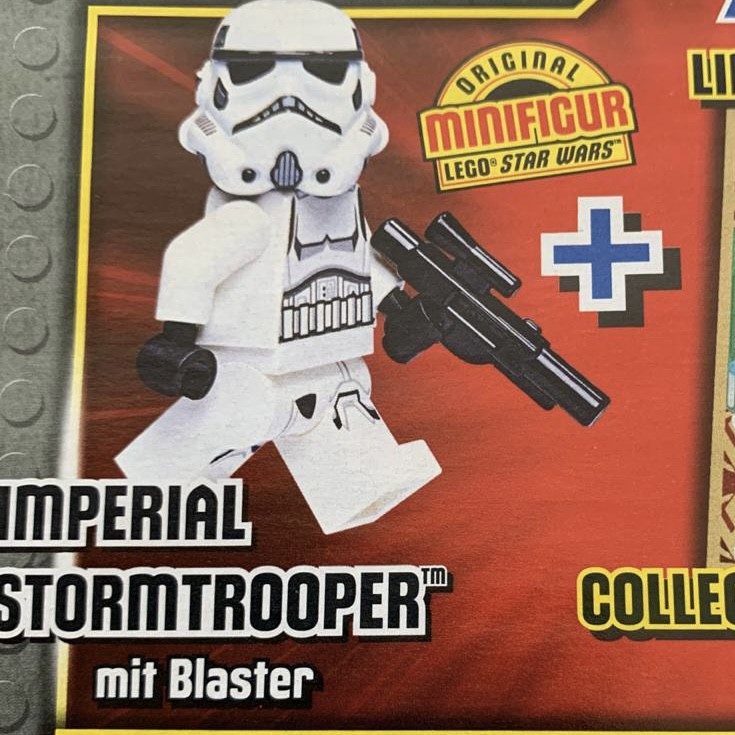 ORIGINAL
MINIFIGUR
LEGO® STAR WARS™
IMPERIAL
STORMTROOPER™
mit Blaster